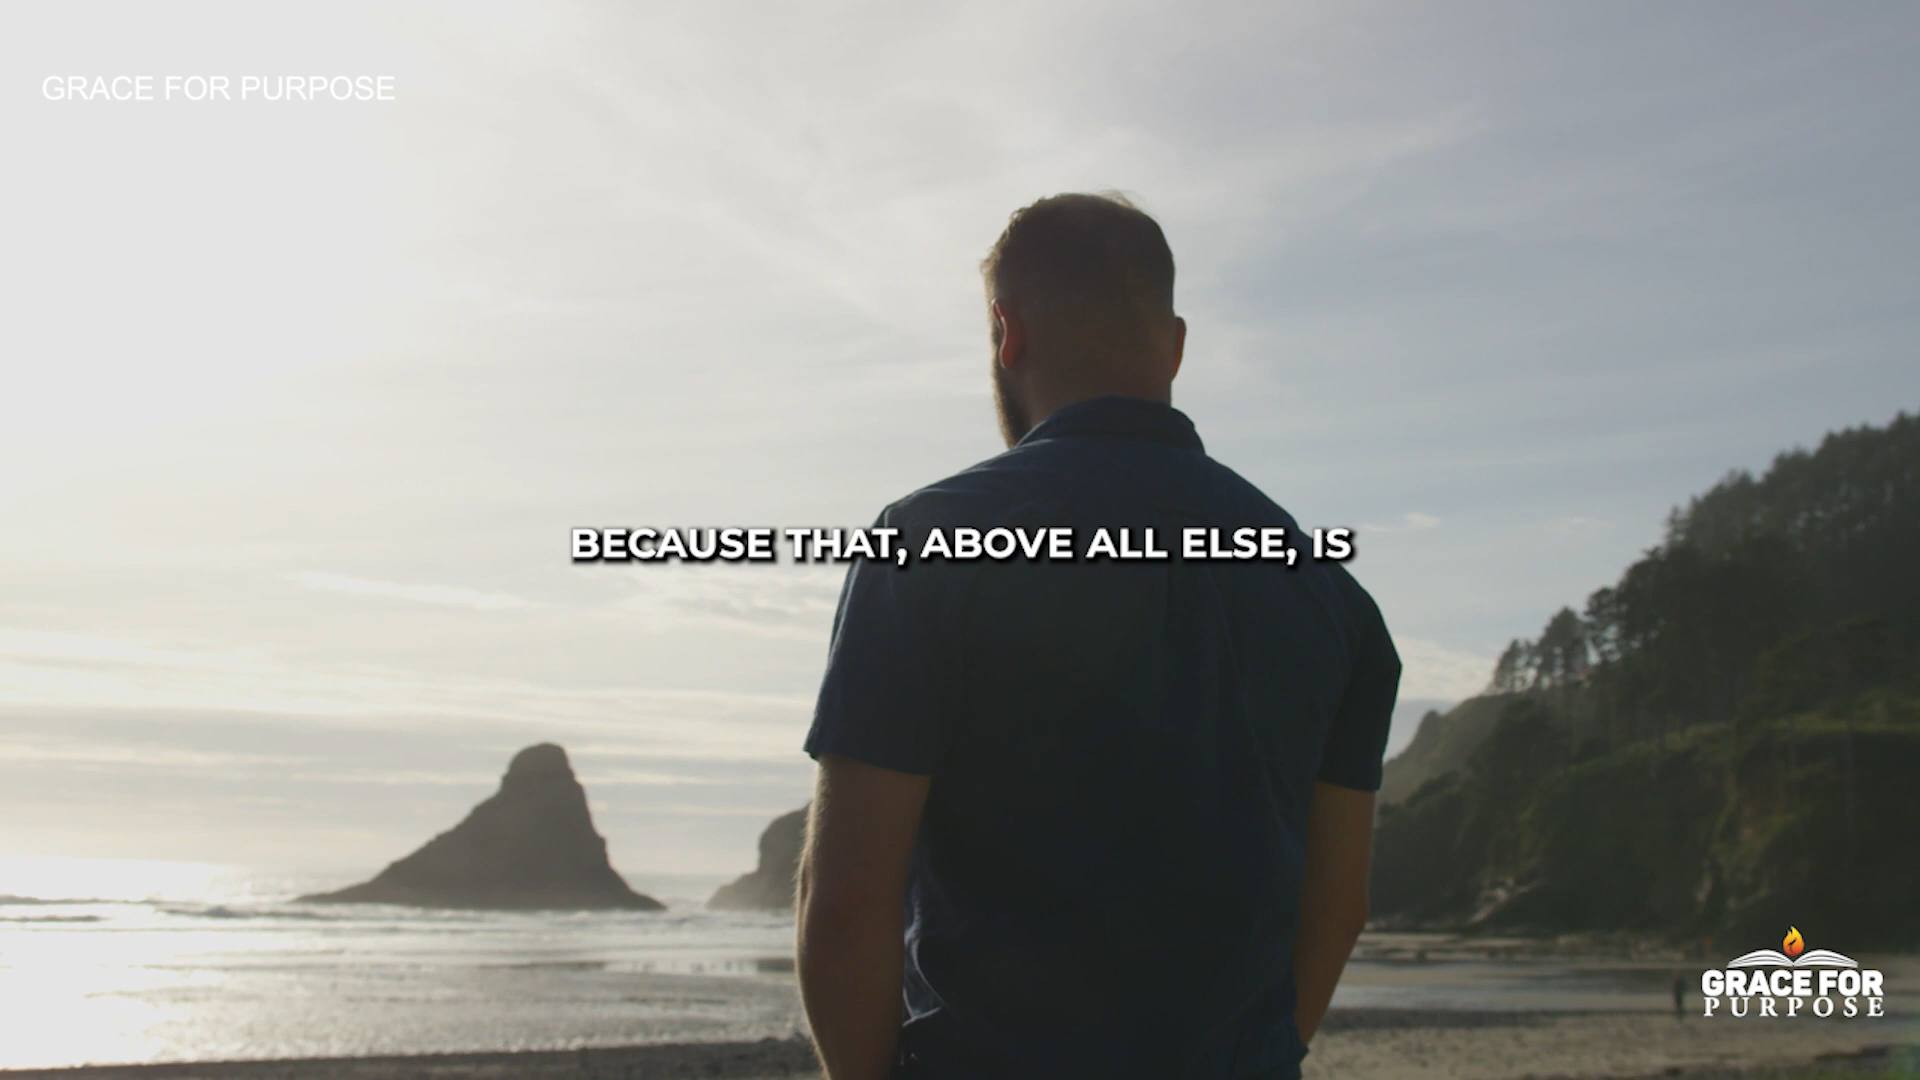 GRACE FOR PURPOSE
BECAUSE THAT, ABOVE ALL ELSE, IS
GRACE FOR
PURPOSE